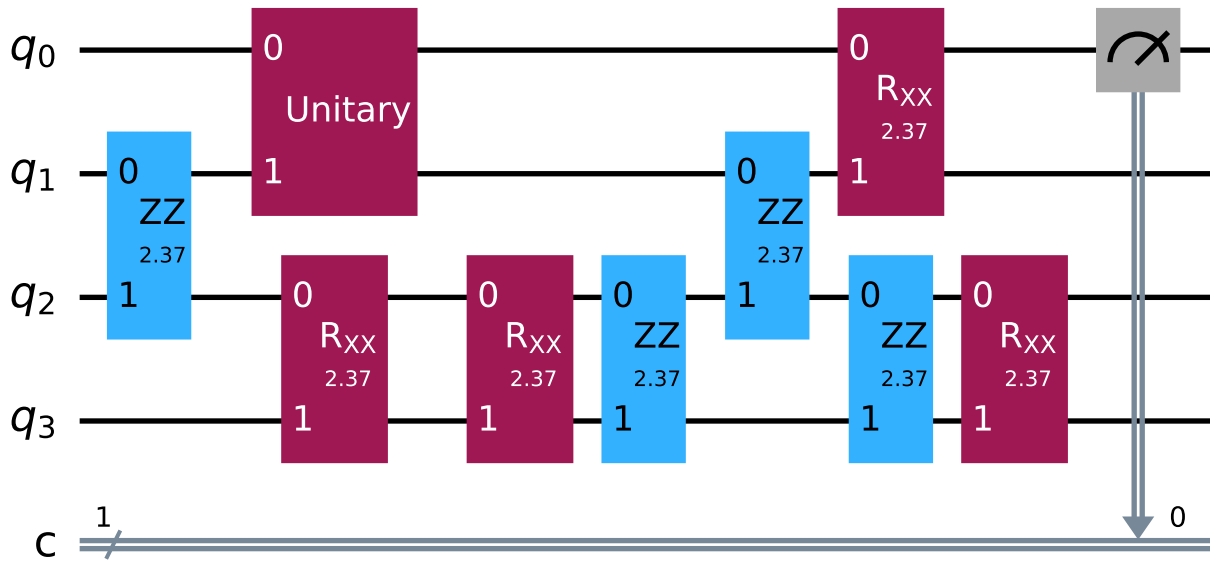 q0 0 0
Unitary RXX
2.37
q1 0 1 0 1
ZZ ZZ
2.37 2.37
q2 1 0 0 0 1 0 0
RXX RXX ZZ ZZ RXX
2.37 2.37 2.37 2.37 2.37
q3 1 1 1 1 1
1 0
c